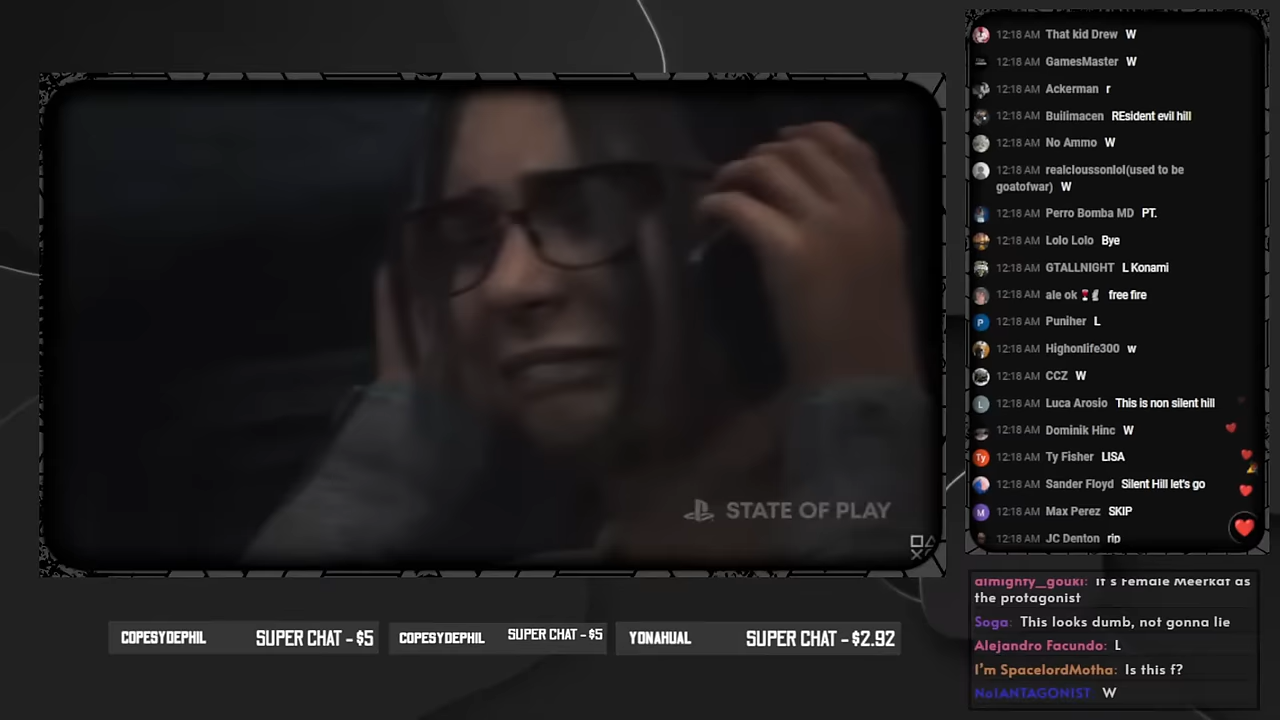 12:18 AM That kid Drew W
12:18 AM GamesMaster W
12:18 AM Ackerman r
12:18 AM Builimacen REsident evil hill
12:18 AM No Ammo W
12:18 AM realcloussonlol(used to be
goatofwar) W
12:18 AM Perro Bomba MD PT.
12:18 AM Lolo Lolo Bye
12:18 AM GTALLNIGHT L Konami
12:18 AM ale ok free fire
P 12:18 AM Puniher L
12:18 AM Highonlife300 w
12:18 AM CCZ W
L 12:18 AM Luca Arosio This is non silent hill
12:18 AM Dominik Hinc W
Ty 12:18 AM Ty Fisher LISA
12:18 AM Sander Floyd Silent Hill let's go
M 12:18 AM Max Perez SKIP
12:18 AM JC Denton rip
STATE OF PLAY
almighty_gouki: It's Female Meerkat as
the protagonist
Soga: This looks dumb, not gonna lie
Alejandro Facundo: L
I'm SpacelordMotha: Is this f?
No1ANTAGONIST W
COPESYDEPHIL SUPER CHAT - $5
COPESYDEPHIL SUPER CHAT - $5
YONAHUAL SUPER CHAT - $2.92